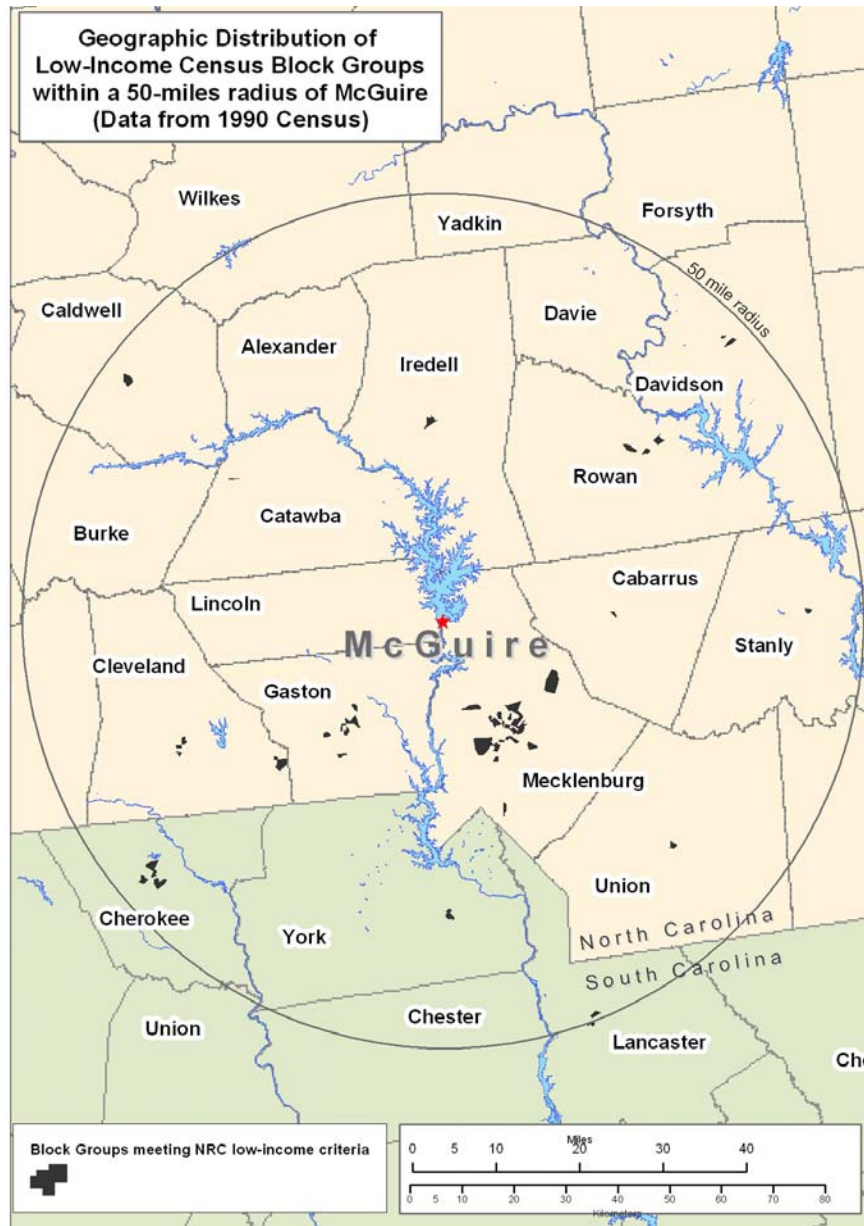 Geographic Distribution of
Low-Income Census Block Groups
within a 50-miles radius of McGuire
(Data from 1990 Census)
Wilkes
Yadkin
Forsyth
50 mile radius
Caldwell
Davie
Alexander
Iredell
Davidson
Rowan
Catawba
Burke
Cabarrus
Lincoln
McGuire
Stanly
Cleveland
Gaston
Mecklenburg
Union
Cherokee
York
North Carolina
South Carolina
Chester
Union
Lancaster
Che
Block Groups meeting NRC low-income criteria
Miles
0 5 10 20 30 40
0 5 10 20 30 40 50 60 70 80
Kilometers